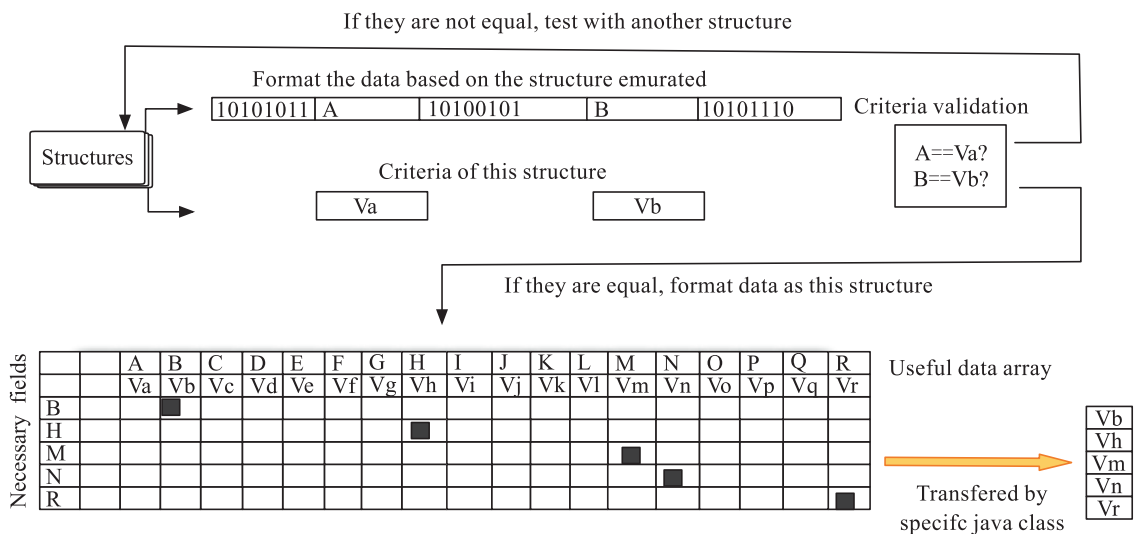 If they are not equal, test with another structure
Format the data based on the structure emurated
10101011 A 10100101 B 10101110
Criteria validation
Structures
A==Va?
B==Vb?
Criteria of this structure
Va Vb
If they are equal, format data as this structure
A B C D E F G H I J K L M N O P Q R
Va Vb Vc Vd Ve Vf Vg Vh Vi Vj Vk Vl Vm Vn Vo Vp Vq Vr
Necessary fields
B
H
M
N
R
Useful data array
Vb
Vh
Vm
Vn
Vr
Transfered by
specifc java class